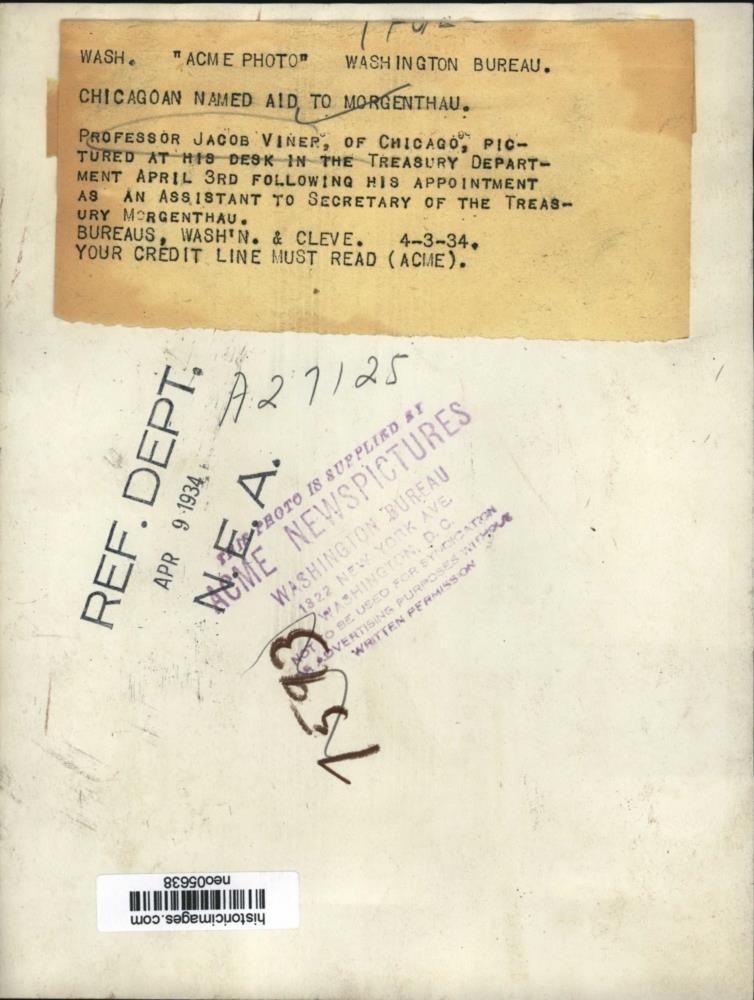 WASH. "ACME PHOTO" WASHINGTON BUREAU.
CHICAGOAN NAMED AID TO MORGENTHAU.
PROFESSOR JACOB VINER, OF CHICAGO, PIC-
TURED AT HIS DESK IN THE TREASURY DEPART-
MENT APRIL 3RD FOLLOWING HIS APPOINTMENT
AS AN ASSISTANT TO SECRETARY OF THE TREAS-
URY MORGENTHAU.
BUREAUS, WASH'N. & CLEVE. 4-3-34.
YOUR CREDIT LINE MUST READ (ACME).
A27125
REF. DEPT.
APR 9 1934
N.E.A.
THIS PHOTO IS SUPPLIED BY
ACME NEWSPICTURES
WASHINGTON BUREAU
1322 NEW YORK AVE.
WASHINGTON, D.C.
NOT TO BE USED FOR SYNDICATION
OR ADVERTISING PURPOSES WITHOUT
WRITTEN PERMISSION
1593
historicimages.com
neo05638